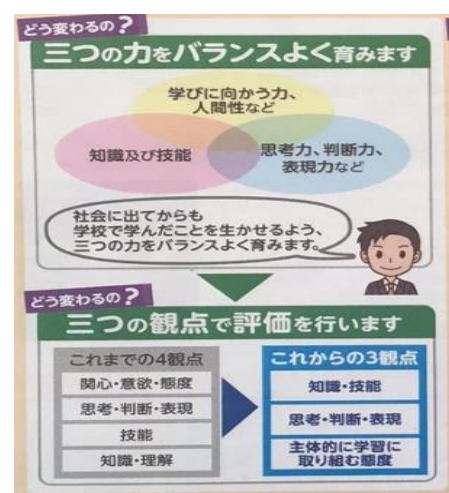 どう変わるの?
三つの力をバランスよく育みます
学びに向かう力、
人間性など
知識及び技能
思考力、判断力、
表現力など
社会に出てからも
学校で学んだことを生かせるよう、
三つの力をバランスよく育みます。
どう変わるの?
三つの観点で評価を行います
これまでの4観点
関心・意欲・態度
思考・判断・表現
技能
知識・理解
これからの3観点
知識・技能
思考・判断・表現
主体的に学習に
取り組む態度